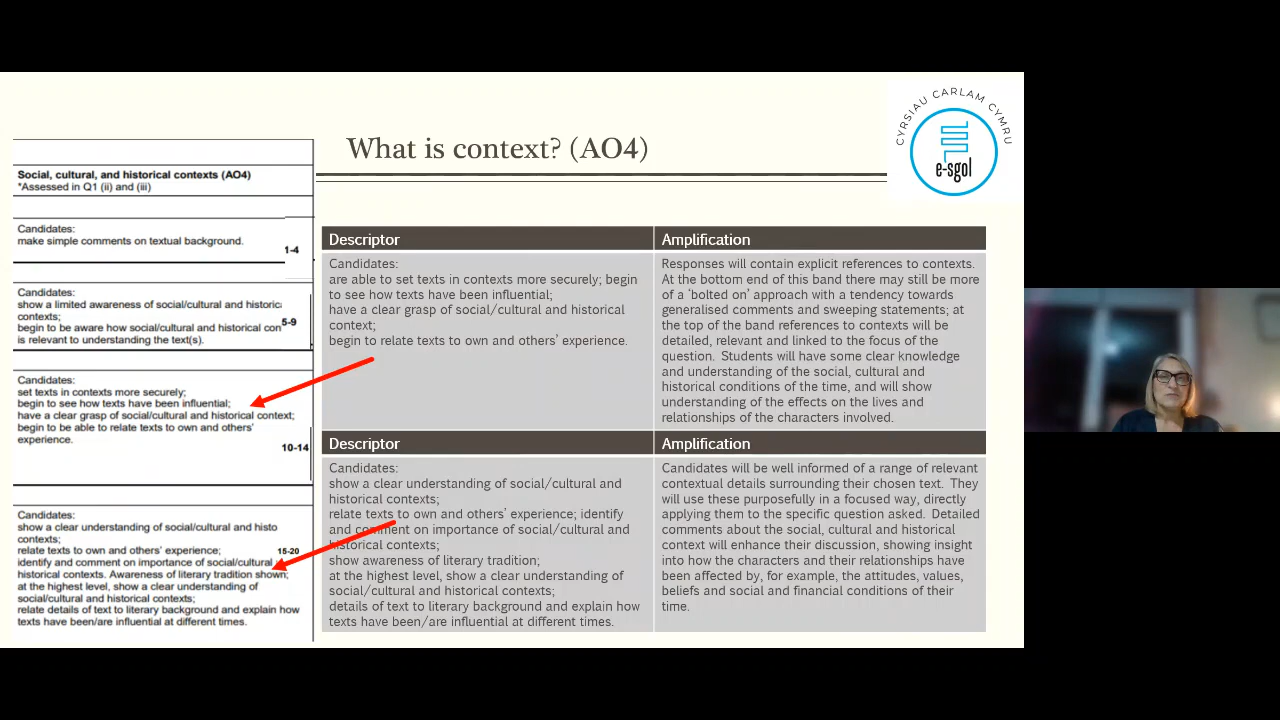 What is context? (AO4)
CYRSIAU CARLAM CYMRU
e-sgol
Social, cultural, and historical contexts (AO4)
*Assessed in Q1 (ii) and (iii)
Candidates:
make simple comments on textual background.
1-4
Candidates:
show a limited awareness of social/cultural and historic
contexts;
5-9
begin to be aware how social/cultural and historical con
is relevant to understanding the text(s).
Candidates:
set texts in contexts more securely;
begin to see how texts have been influential;
have a clear grasp of social/cultural and historical context;
begin to be able to relate texts to own and others'
experience.
10-14
Candidates:
show a clear understanding of social/cultural and histo
contexts;
relate texts to own and others' experience;
15-20
identify and comment on importance of social/cultural
historical contexts. Awareness of literary tradition shown;
at the highest level, show a clear understanding of
social/cultural and historical contexts;
relate details of text to literary background and explain how
texts have been/are influential at different times.
Descriptor
Candidates:
are able to set texts in contexts more securely; begin
to see how texts have been influential;
have a clear grasp of social/cultural and historical
context;
begin to relate texts to own and others' experience.
Amplification
Responses will contain explicit references to contexts.
At the bottom end of this band there may still be more
of a 'bolted on' approach with a tendency towards
generalised comments and sweeping statements; at
the top of the band references to contexts will be
detailed, relevant and linked to the focus of the
question. Students will have some clear knowledge
and understanding of the social, cultural and
historical conditions of the time, and will show
understanding of the effects on the lives and
relationships of the characters involved.
Descriptor
Candidates:
show a clear understanding of social/cultural and
historical contexts;
relate texts to own and others' experience; identify
and comment on importance of social/cultural and
historical contexts;
show awareness of literary tradition;
at the highest level, show a clear understanding of
social/cultural and historical contexts;
details of text to literary background and explain how
texts have been/are influential at different times.
Amplification
Candidates will be well informed of a range of relevant
contextual details surrounding their chosen text. They
will use these purposefully in a focused way, directly
applying them to the specific question asked. Detailed
comments about the social, cultural and historical
context will enhance their discussion, showing insight
into how the characters and their relationships have
been affected by, for example, the attitudes, values,
beliefs and social and financial conditions of their
time.